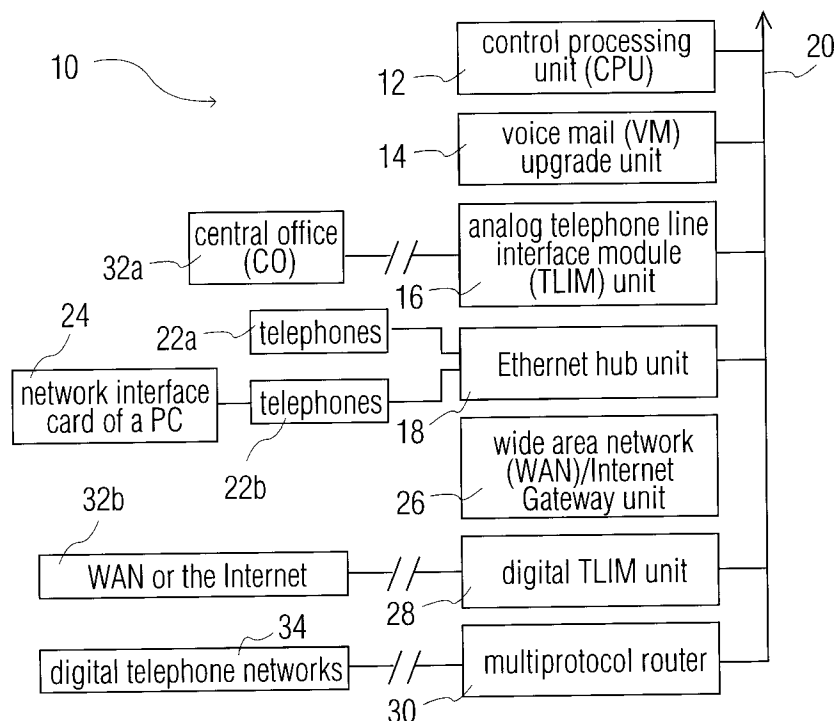 control processing
unit (CPU)
20
10
12
voice mail (VM)
upgrade unit
14
analog telephone line
interface module
(TLIM) unit
central office
(CO)
32a
16
24
22a
telephones
Ethernet hub unit
network interface
card of a PC
telephones
18
22b
wide area network
(WAN)/Internet
Gateway unit
26
32b
WAN or the Internet
digital TLIM unit
28
34
digital telephone networks
multiprotocol router
30